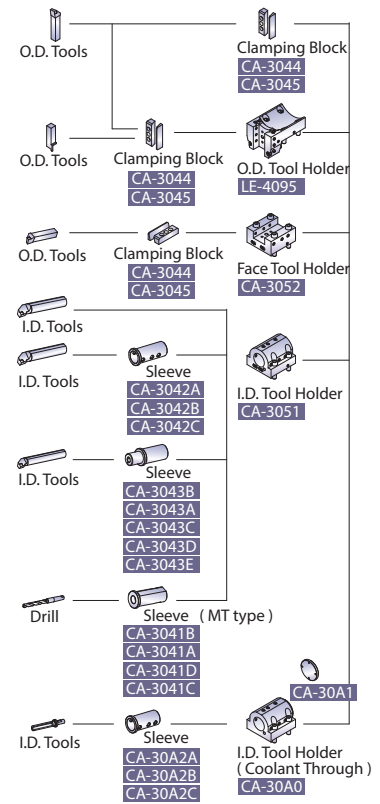 O.D. Tools
Clamping Block
CA-3044
CA-3045
O.D. Tools
Clamping Block
CA-3044
CA-3045
O.D. Tool Holder
LE-4095
O.D. Tools
Clamping Block
CA-3044
CA-3045
Face Tool Holder
CA-3052
I.D. Tools
I.D. Tools
Sleeve
CA-3042A
CA-3042B
CA-3042C
I.D. Tool Holder
CA-3051
I.D. Tools
Sleeve
CA-3043B
CA-3043A
CA-3043C
CA-3043D
CA-3043E
Drill
Sleeve ( MT type )
CA-3041B
CA-3041A
CA-3041D
CA-3041C
CA-30A1
I.D. Tools
Sleeve
CA-30A2A
CA-30A2B
CA-30A2C
I.D. Tool Holder
( Coolant Through )
CA-30A0